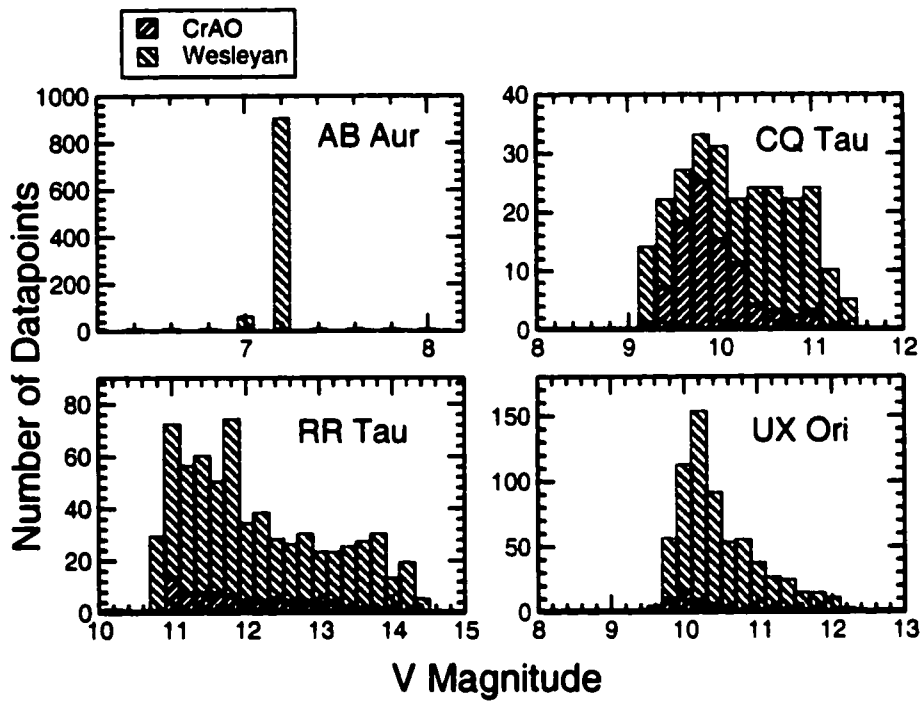 CrAO
Wesleyan
Number of Datapoints
1000
800
600
400
200
0
AB Aur
7 8
40
30
20
10
0
CQ Tau
8 9 10 11 12
80
60
40
20
0
RR Tau
10 11 12 13 14 15
150
100
50
0
UX Ori
8 9 10 11 12 13
V Magnitude